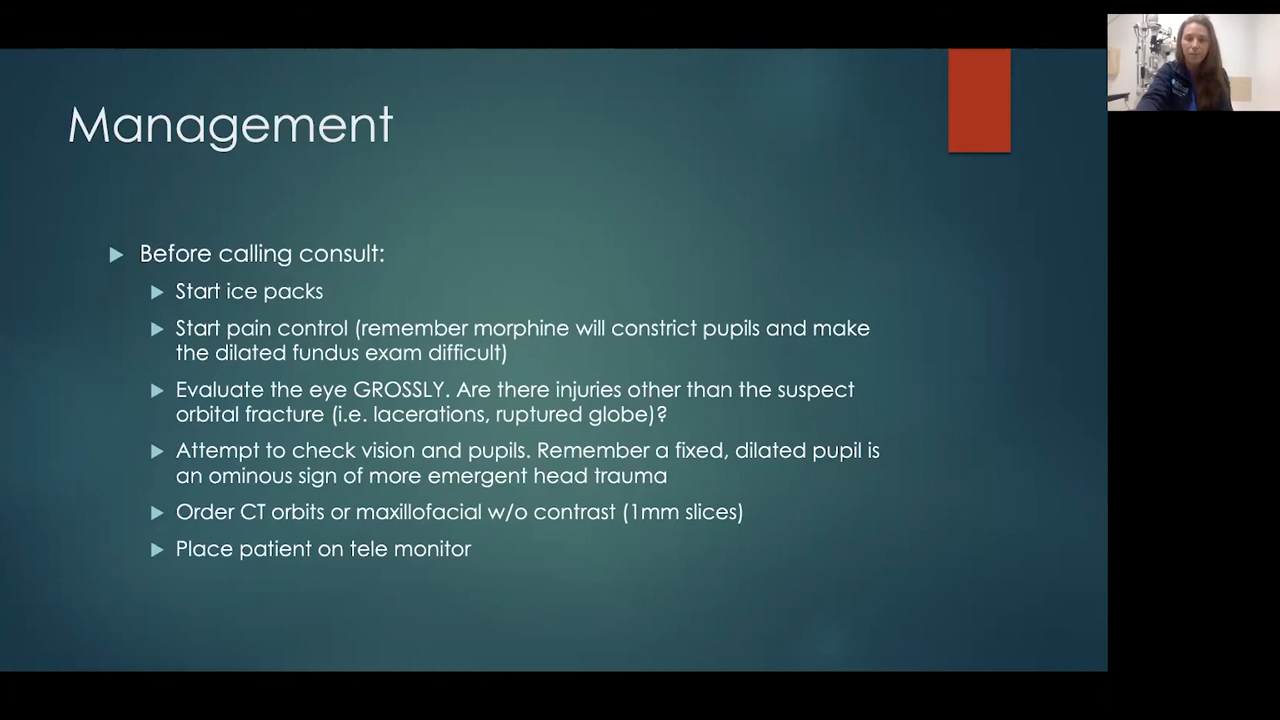 Management
Before calling consult:
Start ice packs
Start pain control (remember morphine will constrict pupils and make
the dilated fundus exam difficult)
Evaluate the eye GROSSLY. Are there injuries other than the suspect
orbital fracture (i.e. lacerations, ruptured globe)?
Attempt to check vision and pupils. Remember a fixed, dilated pupil is
an ominous sign of more emergent head trauma
Order CT orbits or maxillofacial w/o contrast (1mm slices)
Place patient on tele monitor